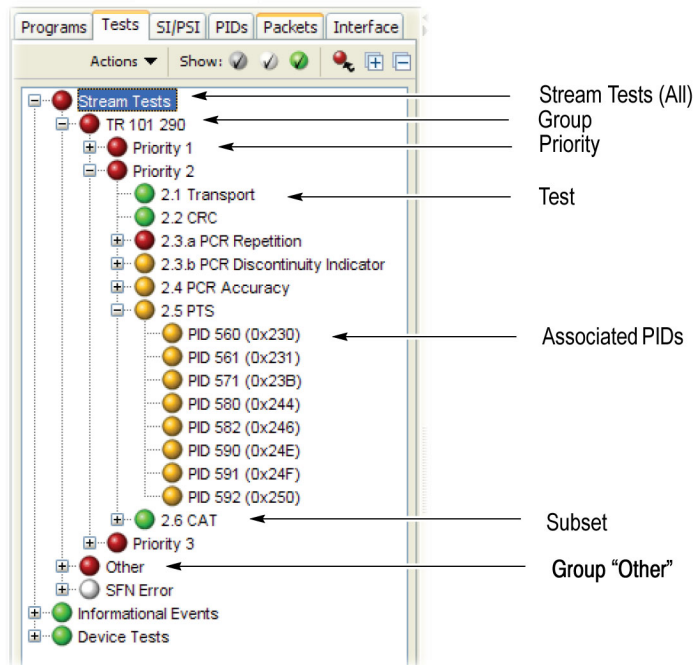 Programs Tests SI/PSI PIDs Packets Interface
Actions Show:
Stream Tests Stream Tests (All)
TR 101 290 Group
Priority 1 Priority
Priority 2
2.1 Transport Test
2.2 CRC
2.3.a PCR Repetition
2.3.b PCR Discontinuity Indicator
2.4 PCR Accuracy
2.5 PTS
PID 560 (0x230) Associated PIDs
PID 561 (0x231)
PID 571 (0x23B)
PID 580 (0x244)
PID 582 (0x246)
PID 590 (0x24E)
PID 591 (0x24F)
PID 592 (0x250)
2.6 CAT Subset
Priority 3
Other Group “Other”
SFN Error
Informational Events
Device Tests